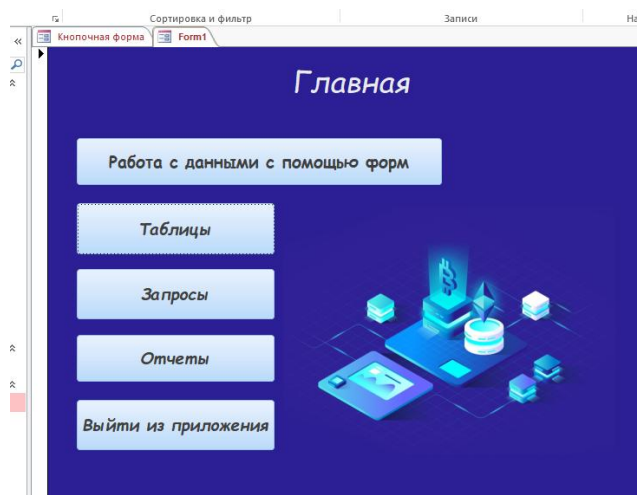 Сортировка и фильтр
Записи
На
Кнопочная форма
Form1
Главная
Работа с данными с помощью форм
Таблицы
Запросы
Отчеты
Выйти из приложения